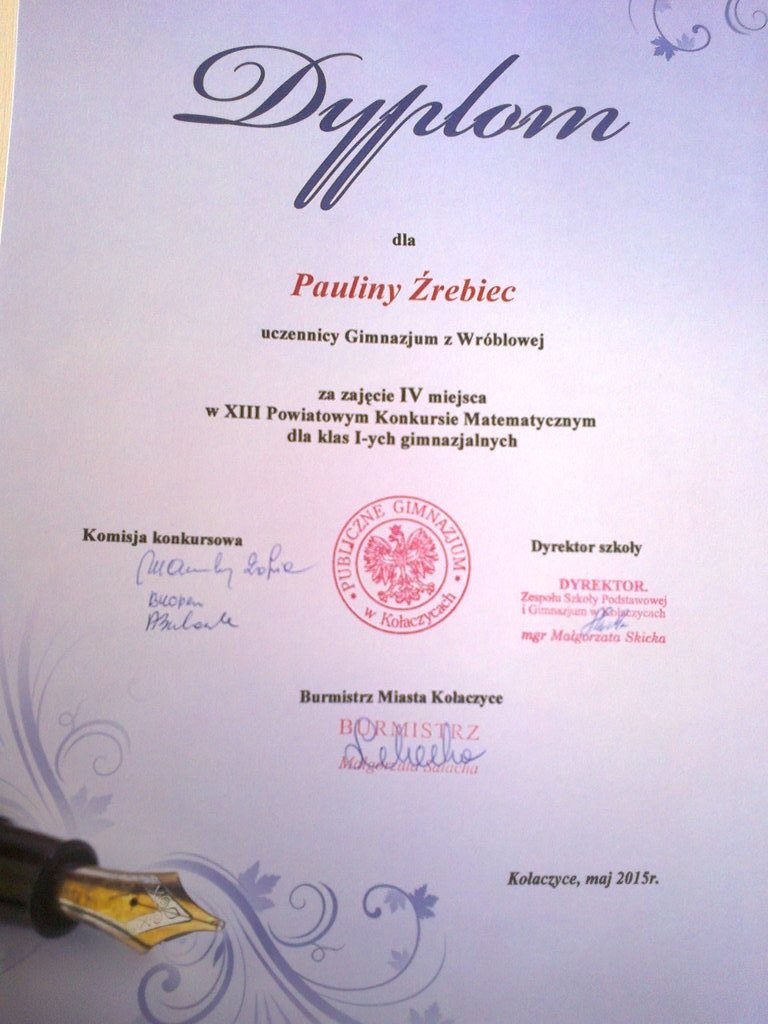 Dyplom
dla
Pauliny Źrebiec
uczennicy Gimnazjum z Wróblowej
za zajęcie IV miejsca
w XIII Powiatowym Konkursie Matematycznym
dla klas I-ych gimnazjalnych
Komisja konkursowa
PUBLICZNE GIMNAZJUM
w Kołaczycach
Dyrektor szkoły
DYREKTOR
Zespołu Szkoły Podstawowej
i Gimnazjum w Kołaczycach
mgr Małgorzata Skicka
Burmistrz Miasta Kołaczyce
BURMISTRZ
Małgorzata Salacha
Kołaczyce, maj 2015r.